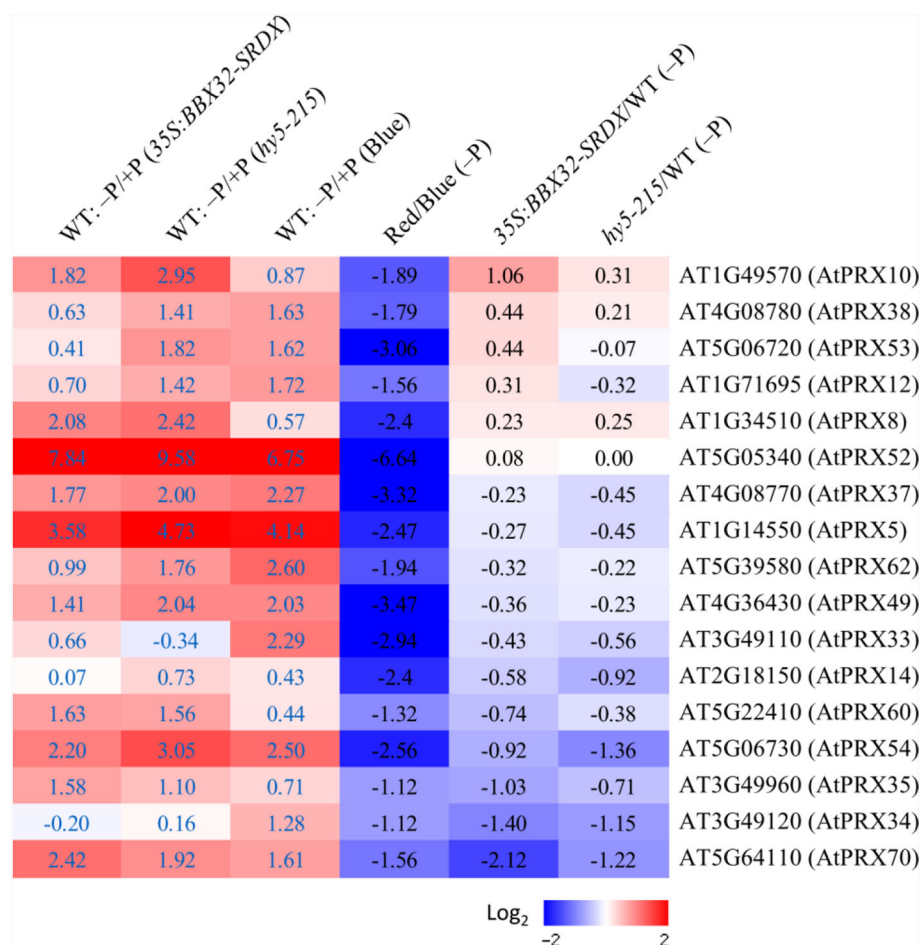 WT: –P/+P (35S:BBX32-SRDX)
WT: –P/+P (hy5-215)
WT: –P/+P (Blue)
Red/Blue (–P)
35S:BBX32-SRDX/WT (–P)
hy5-215/WT (–P)
1.82 2.95 0.87 -1.89 1.06 0.31 AT1G49570 (AtPRX10)
0.63 1.41 1.63 -1.79 0.44 0.21 AT4G08780 (AtPRX38)
0.41 1.82 1.62 -3.06 0.44 -0.07 AT5G06720 (AtPRX53)
0.70 1.42 1.72 -1.56 0.31 -0.32 AT1G71695 (AtPRX12)
2.08 2.42 0.57 -2.4 0.23 0.25 AT1G34510 (AtPRX8)
7.84 9.58 6.75 -6.64 0.08 0.00 AT5G05340 (AtPRX52)
1.77 2.00 2.27 -3.32 -0.23 -0.45 AT4G08770 (AtPRX37)
3.58 4.73 4.14 -2.47 -0.27 -0.45 AT1G14550 (AtPRX5)
0.99 1.76 2.60 -1.94 -0.32 -0.22 AT5G39580 (AtPRX62)
1.41 2.04 2.03 -3.47 -0.36 -0.23 AT4G36430 (AtPRX49)
0.66 -0.34 2.29 -2.94 -0.43 -0.56 AT3G49110 (AtPRX33)
0.07 0.73 0.43 -2.4 -0.58 -0.92 AT2G18150 (AtPRX14)
1.63 1.56 0.44 -1.32 -0.74 -0.38 AT5G22410 (AtPRX60)
2.20 3.05 2.50 -2.56 -0.92 -1.36 AT5G06730 (AtPRX54)
1.58 1.10 0.71 -1.12 -1.03 -0.71 AT3G49960 (AtPRX35)
-0.20 0.16 1.28 -1.12 -1.40 -1.15 AT3G49120 (AtPRX34)
2.42 1.92 1.61 -1.56 -2.12 -1.22 AT5G64110 (AtPRX70)
Log₂
–2 2